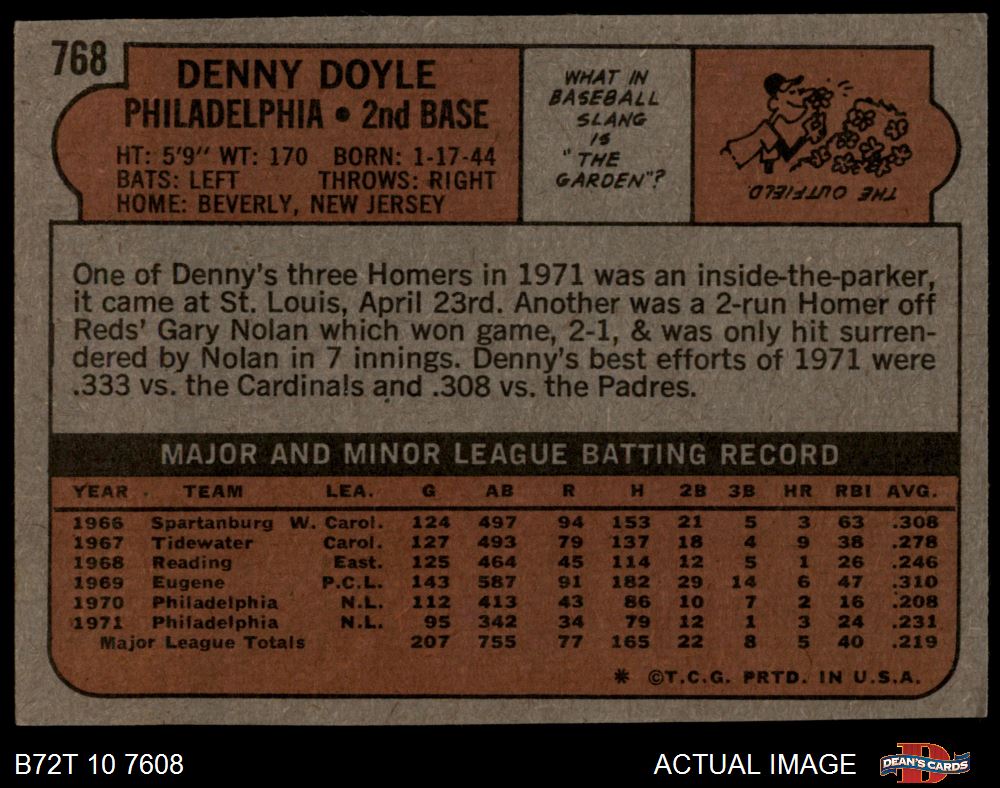 768
DENNY DOYLE
PHILADELPHIA • 2nd BASE
HT: 5'9" WT: 170 BORN: 1-17-44
BATS: LEFT THROWS: RIGHT
HOME: BEVERLY, NEW JERSEY
WHAT IN
BASEBALL
SLANG
IS
"THE
GARDEN"?
THE OUTFIELD.
One of Denny's three Homers in 1971 was an inside-the-parker,
it came at St. Louis, April 23rd. Another was a 2-run Homer off
Reds' Gary Nolan which won game, 2-1, & was only hit surren-
dered by Nolan in 7 innings. Denny's best efforts of 1971 were
.333 vs. the Cardinals and .308 vs. the Padres.
MAJOR AND MINOR LEAGUE BATTING RECORD
YEAR TEAM LEA. G AB R H 2B 3B HR RBI AVG.
1966 Spartanburg W. Carol. 124 497 94 153 21 5 3 63 .308
1967 Tidewater Carol. 127 493 79 137 18 4 9 38 .278
1968 Reading East. 125 464 45 114 12 5 1 26 .246
1969 Eugene P.C.L. 143 587 91 182 29 14 6 47 .310
1970 Philadelphia N.L. 112 413 43 86 10 7 2 16 .208
1971 Philadelphia N.L. 95 342 34 79 12 1 3 24 .231
Major League Totals 207 755 77 165 22 8 5 40 .219
* ©T.C.G. PRTD. IN U.S.A.
B72T 10 7608
ACTUAL IMAGE
DEAN'S CARDS